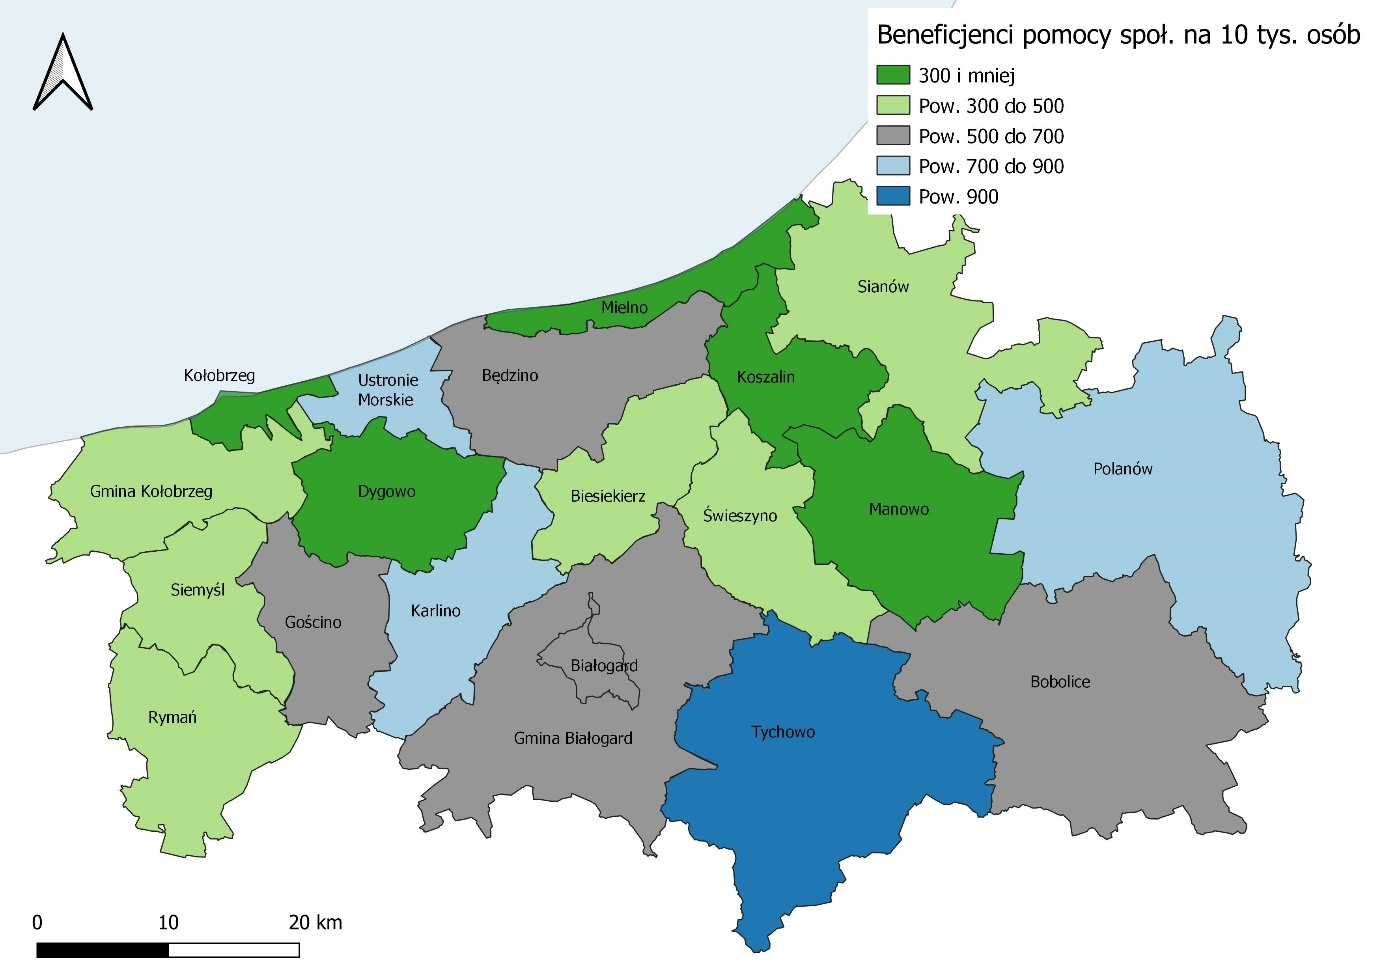 Beneficjenci pomocy społ. na 10 tys. osób
300 i mniej
Pow. 300 do 500
Pow. 500 do 700
Pow. 700 do 900
Pow. 900
Sianów
Mielno
Kołobrzeg
Ustronie
Morskie
Będzino
Koszalin
Polanów
Gmina Kołobrzeg
Dygowo
Biesiekierz
Świeszyno
Manowo
Siemyśl
Gościno
Karlino
Białogard
Bobolice
Rymań
Gmina Białogard
Tychowo
0 10 20 km